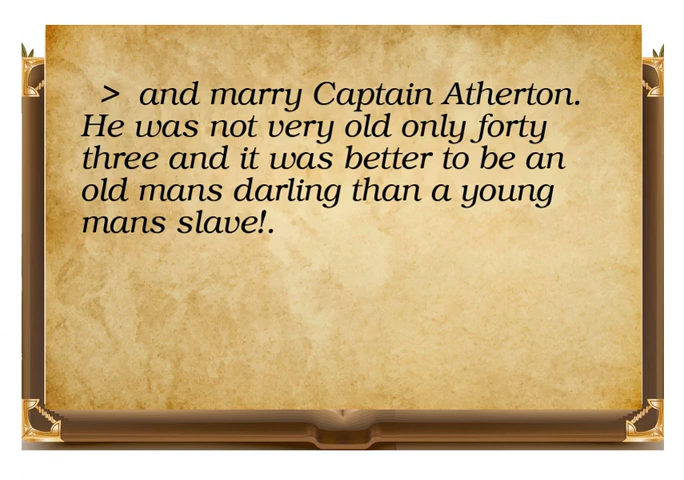 > and marry Captain Atherton.
He was not very old only forty
three and it was better to be an
old mans darling than a young
mans slave!.